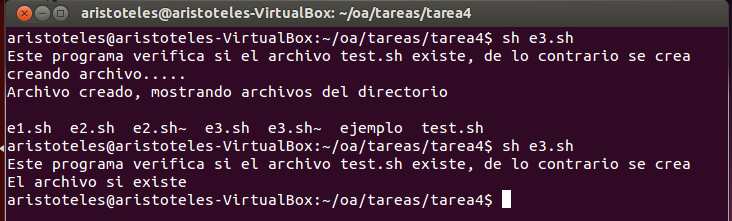 aristoteles@aristoteles-VirtualBox: ~/oa/tareas/tarea4
aristoteles@aristoteles-VirtualBox:~/oa/tareas/tarea4$ sh e3.sh
Este programa verifica si el archivo test.sh existe, de lo contrario se crea
creando archivo.....
Archivo creado, mostrando archivos del directorio
e1.sh e2.sh e2.sh~ e3.sh e3.sh~ ejemplo test.sh
aristoteles@aristoteles-VirtualBox:~/oa/tareas/tarea4$ sh e3.sh
Este programa verifica si el archivo test.sh existe, de lo contrario se crea
El archivo si existe
aristoteles@aristoteles-VirtualBox:~/oa/tareas/tarea4$